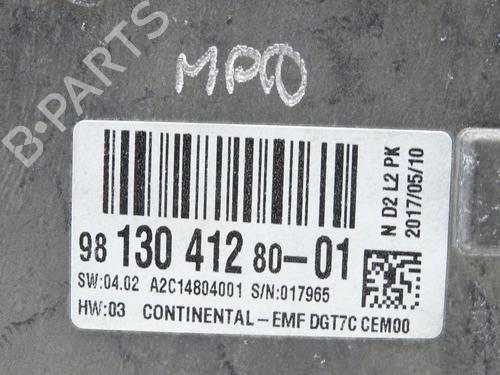 MPO
B-PARTS
98 130 412 80-01
SW:04.02 A2C14804001 S/N:017965
HW:03 CONTINENTAL-EMF DGT7C CEM00
N D2 L2 PK
2017/05/10